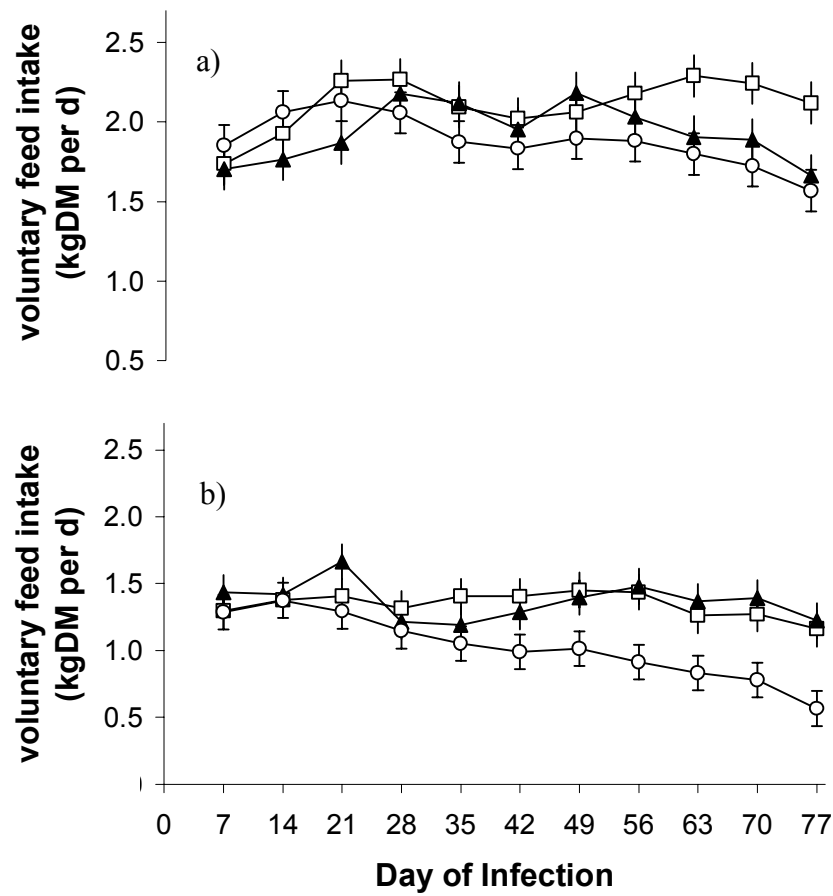 voluntary feed intake
(kgDM per d)
a)
2.5
2.0
1.5
1.0
0.5
voluntary feed intake
(kgDM per d)
b)
2.5
2.0
1.5
1.0
0.5
)
0 7 14 21 28 35 42 49 56 63 70 77
Day of Infection